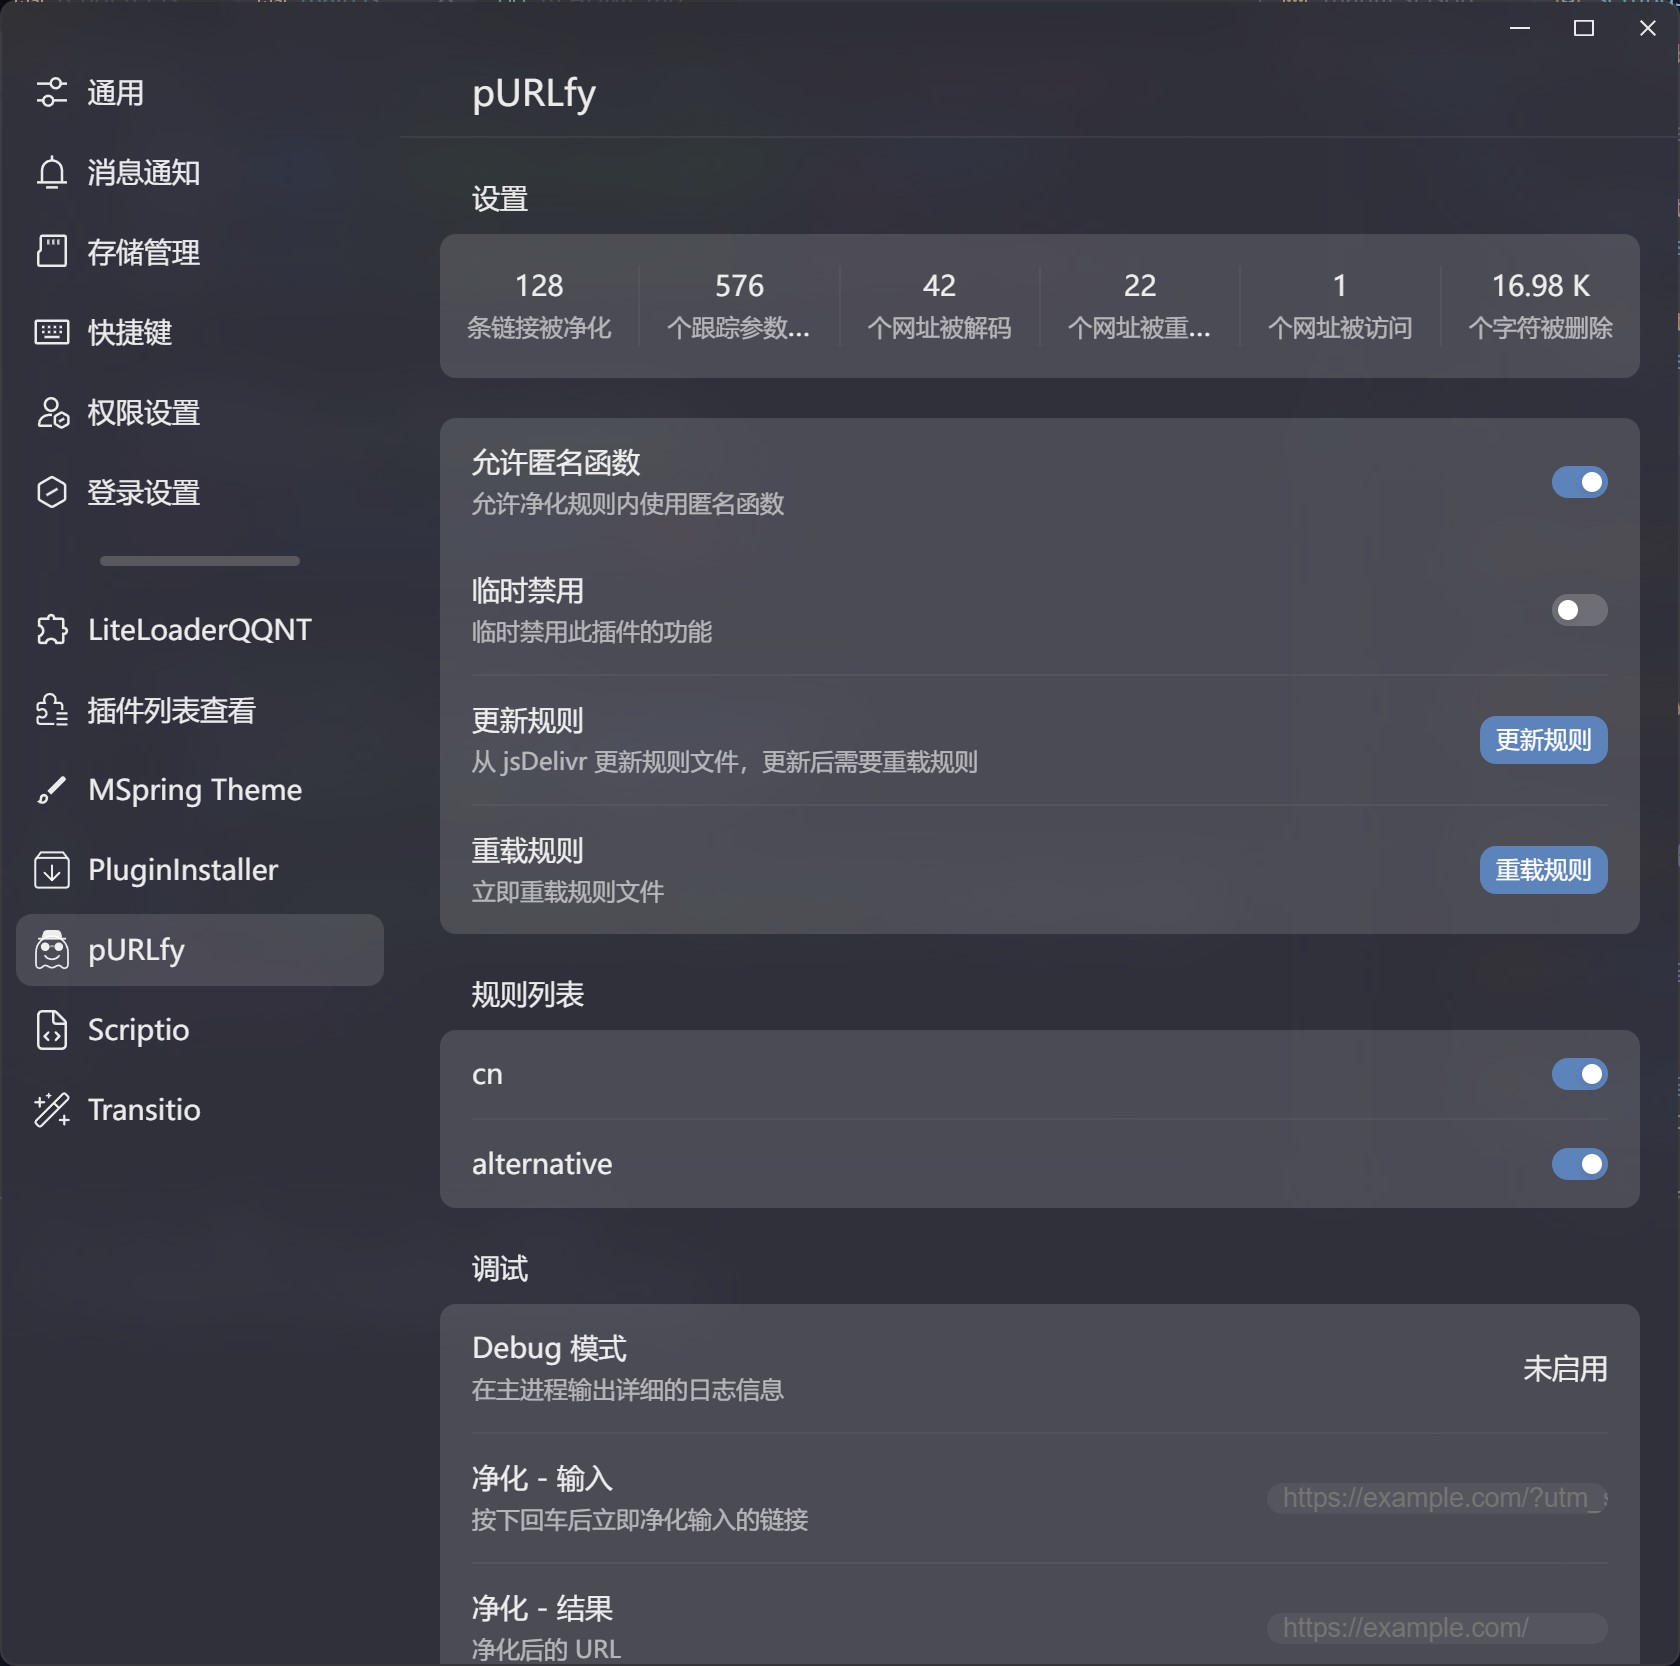 通用
消息通知
存储管理
快捷键
权限设置
登录设置
LiteLoaderQQNT
插件列表查看
MSpring Theme
PluginInstaller
pURLfy
Scriptio
Transitio
pURLfy
设置
128
条链接被净化
576
个跟踪参数...
42
个网址被解码
22
个网址被重...
1
个网址被访问
16.98 K
个字符被删除
允许匿名函数
允许净化规则内使用匿名函数
临时禁用
临时禁用此插件的功能
更新规则
从 jsDelivr 更新规则文件，更新后需要重载规则
更新规则
重载规则
立即重载规则文件
重载规则
规则列表
cn
alternative
调试
Debug 模式
在主进程输出详细的日志信息
未启用
净化 - 输入
按下回车后立即净化输入的链接
https://example.com/?utm_s
净化 - 结果
净化后的 URL
https://example.com/